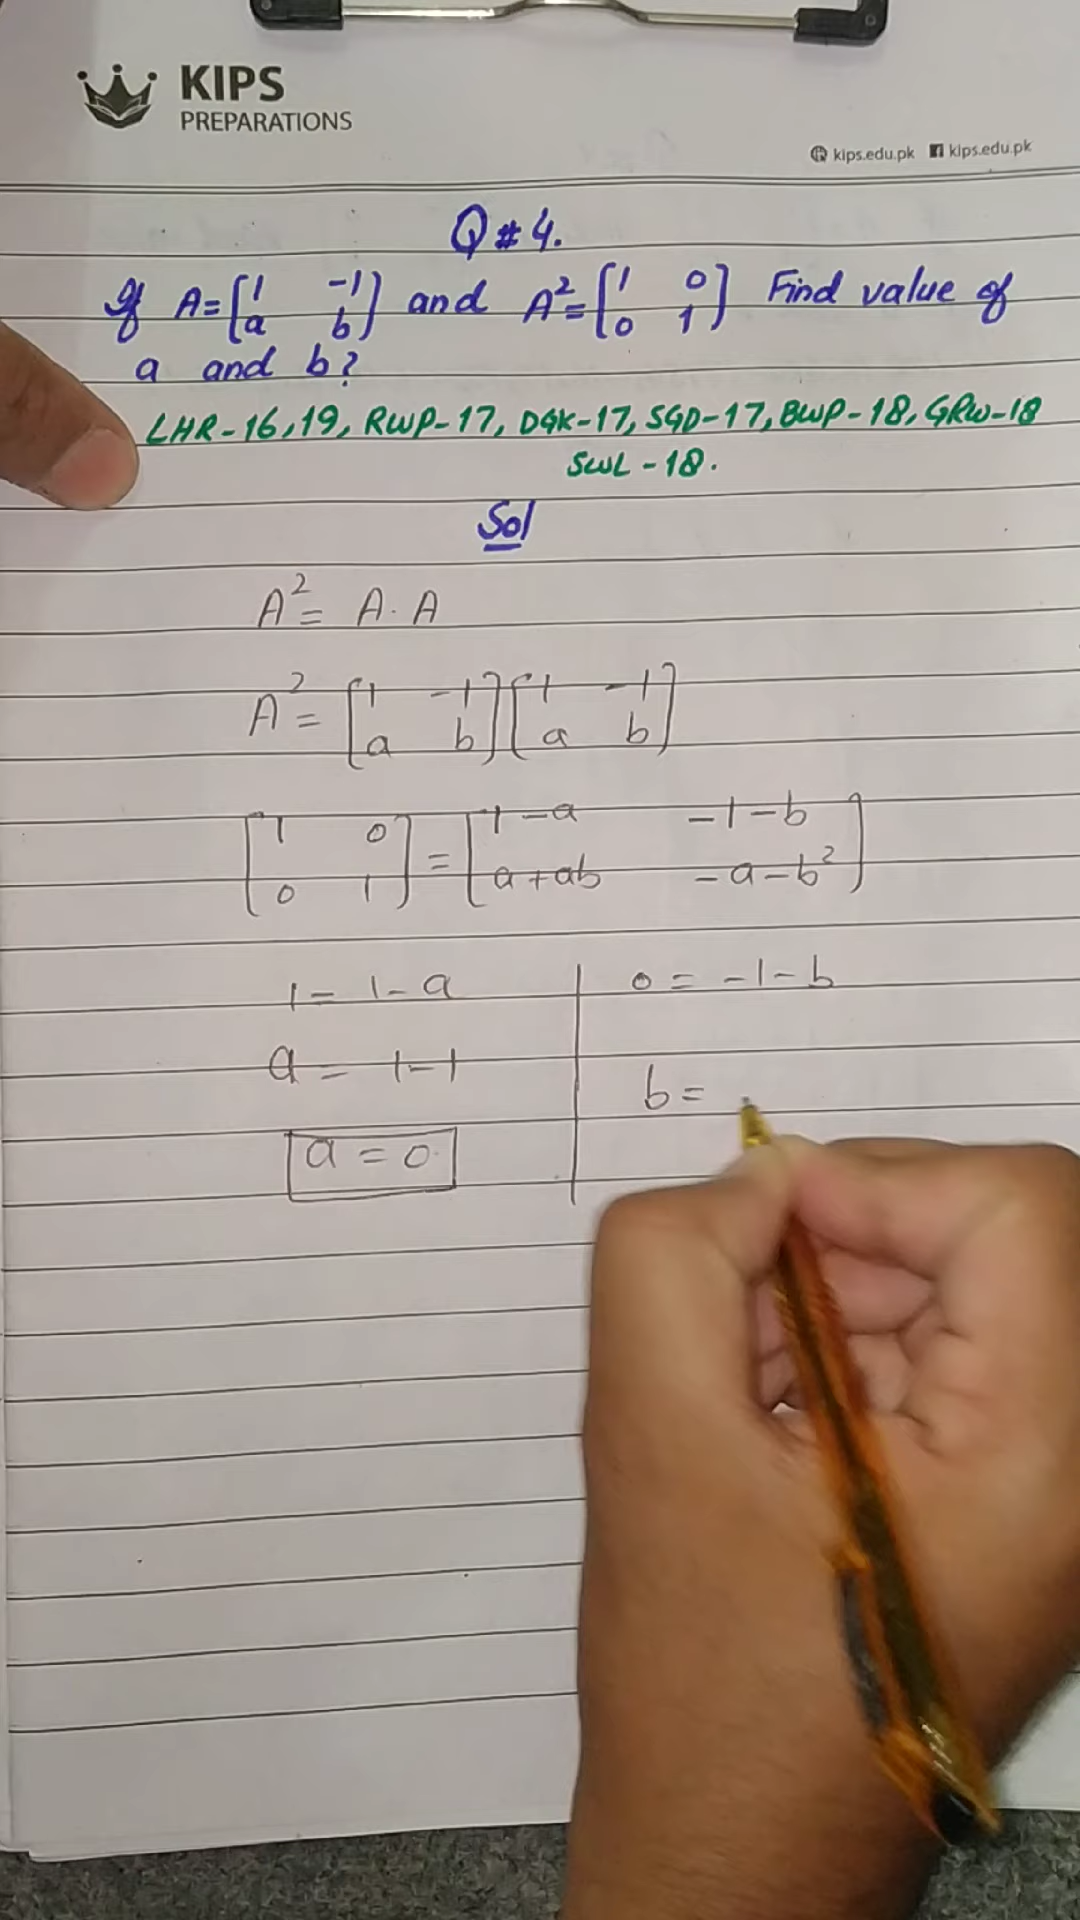 KIPS
PREPARATIONS
kips.edu.pk kips.edu.pk
Q # 4.
If A = [1 -1 and A² = [1 0 Find value of
a b] 0 1]
a and b?
LHR-16,19, RWP-17, DGK-17, SGD-17, BWP-18, GRW-18
SWL-18.
Sol
A² = A . A
A² = [1 -1 [1 -1
a b] a b]
[1 0 = [1-a -1-b
0 1] a+ab -a-b²]
1 = 1-a 0 = -1-b
a = 1-1 b =
a = 0.